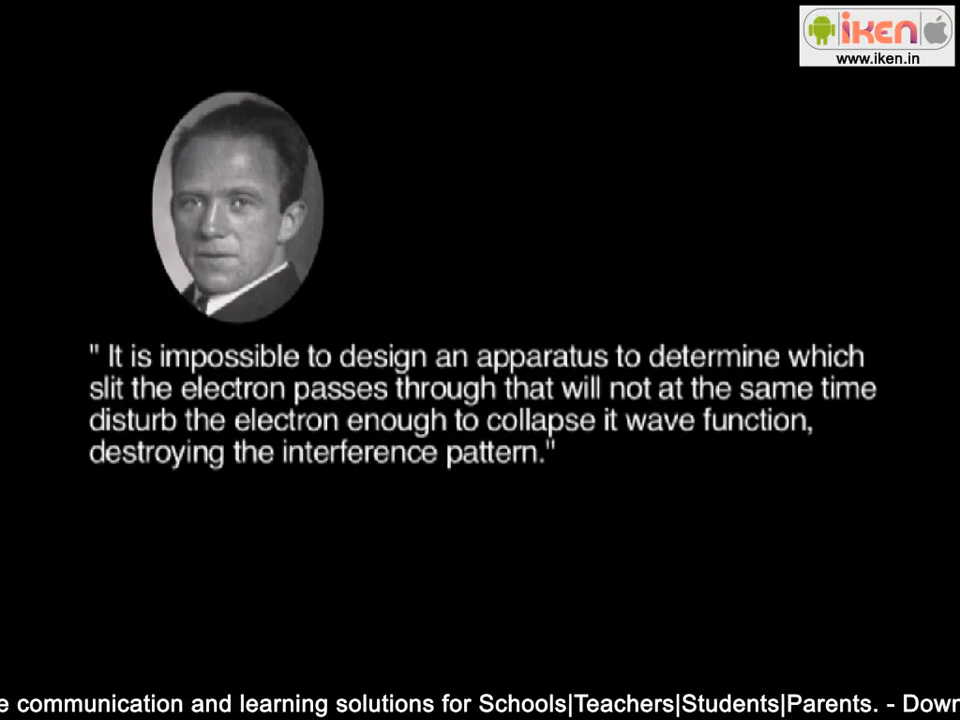 iken
www.iken.in
" It is impossible to design an apparatus to determine which
slit the electron passes through that will not at the same time
disturb the electron enough to collapse it wave function,
destroying the interference pattern."
e communication and learning solutions for Schools|Teachers|Students|Parents. - Down